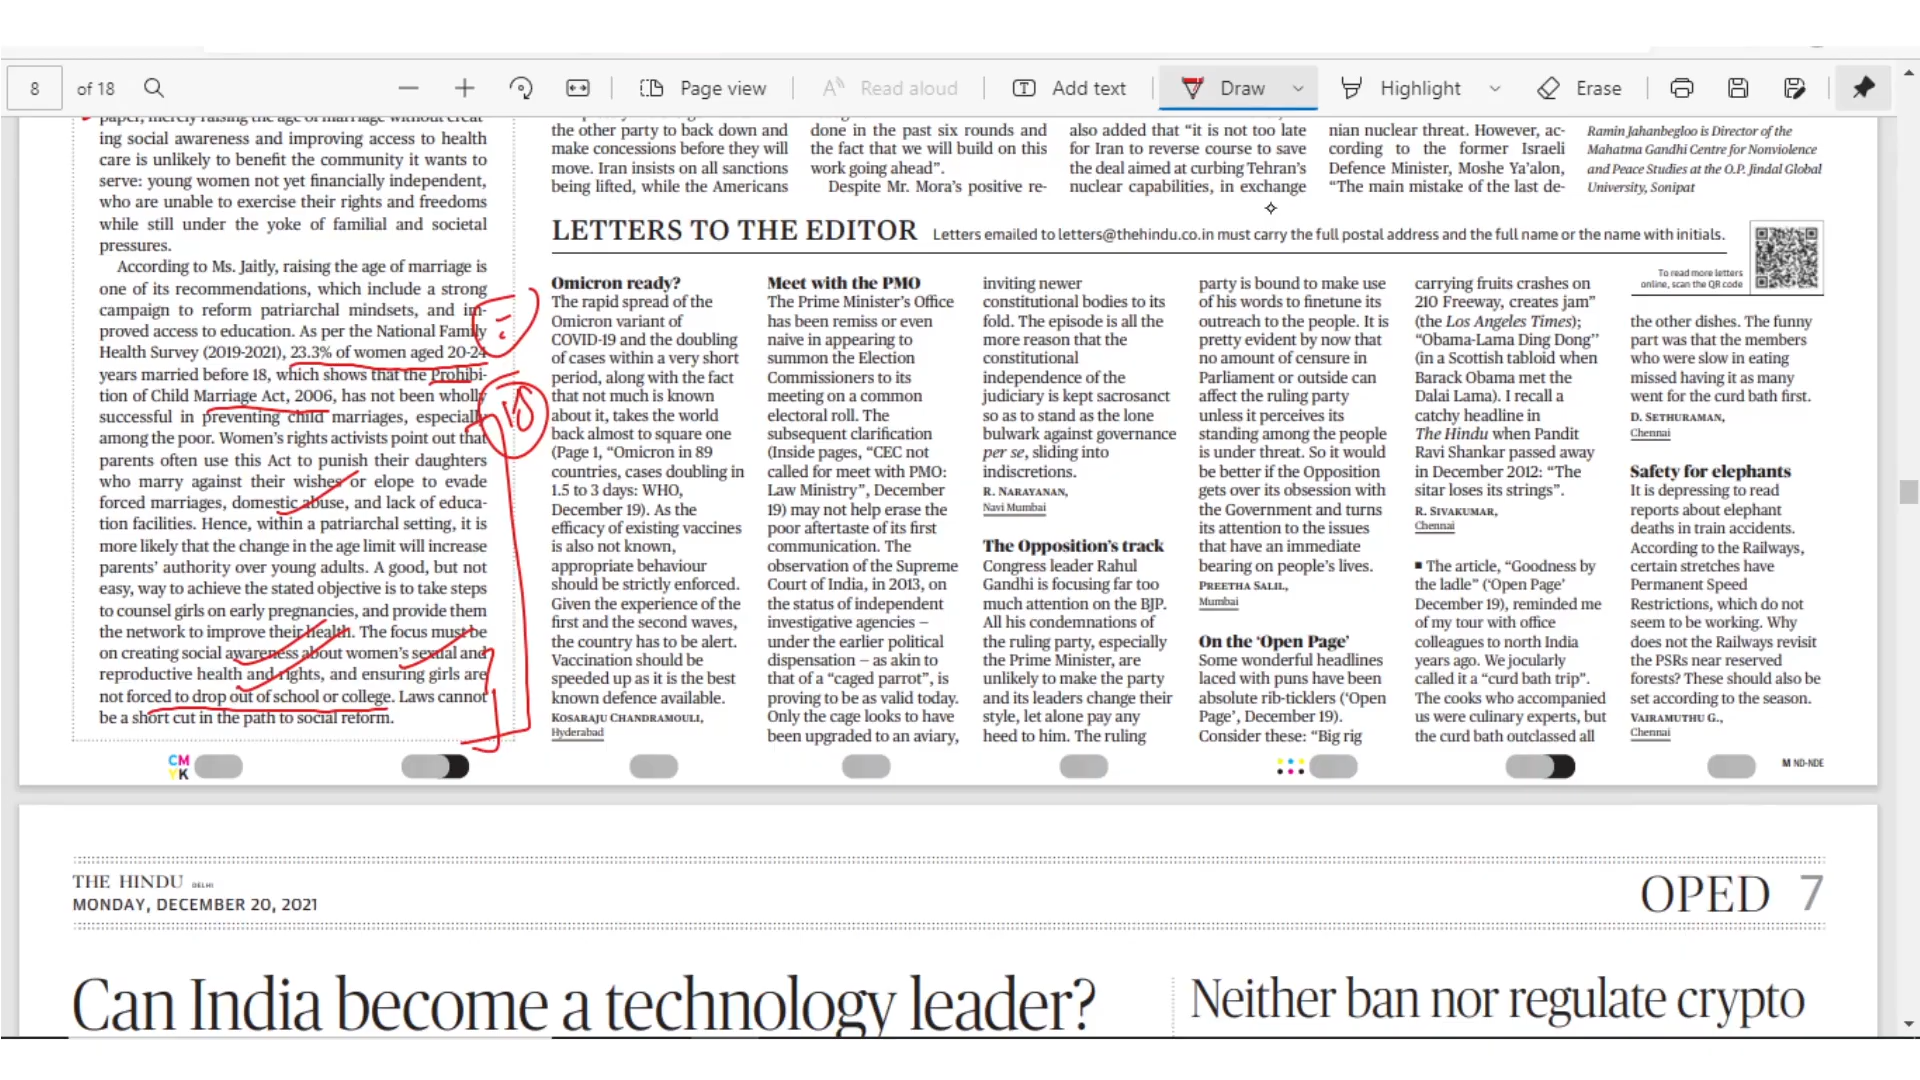 8 of 18 Page view Read aloud Add text Draw Highlight Erase
paper, merely raising the age of marriage without creat-
ing social awareness and improving access to health
care is unlikely to benefit the community it wants to
serve: young women not yet financially independent,
who are unable to exercise their rights and freedoms
while still under the yoke of familial and societal
pressures.
According to Ms. Jaitly, raising the age of marriage is
one of its recommendations, which include a strong
campaign to reform patriarchal mindsets, and im-
proved access to education. As per the National Family
Health Survey (2019-2021), 23.3% of women aged 20-24
years married before 18, which shows that the Prohibi-
tion of Child Marriage Act, 2006, has not been wholly
successful in preventing child marriages, especially
among the poor. Women's rights activists point out that
parents often use this Act to punish their daughters
who marry against their wishes or elope to evade
forced marriages, domestic abuse, and lack of educa-
tion facilities. Hence, within a patriarchal setting, it is
more likely that the change in the age limit will increase
parents' authority over young adults. A good, but not
easy, way to achieve the stated objective is to take steps
to counsel girls on early pregnancies, and provide them
the network to improve their health. The focus must be
on creating social awareness about women's sexual and
reproductive health and rights, and ensuring girls are
not forced to drop out of school or college. Laws cannot
be a short cut in the path to social reform.
18
the other party to back down and
make concessions before they will
move. Iran insists on all sanctions
being lifted, while the Americans
done in the past six rounds and
the fact that we will build on this
work going ahead”.
Despite Mr. Mora's positive re-
also added that “it is not too late
for Iran to reverse course to save
the deal aimed at curbing Tehran's
nuclear capabilities, in exchange
nian nuclear threat. However, ac-
cording to the former Israeli
Defence Minister, Moshe Ya'alon,
“The main mistake of the last de-
Ramin Jahanbegloo is Director of the
Mahatma Gandhi Centre for Nonviolence
and Peace Studies at the O.P. Jindal Global
University, Sonipat
LETTERS TO THE EDITOR Letters emailed to letters@thehindu.co.in must carry the full postal address and the full name or the name with initials.
To read more letters
online, scan the QR code
Omicron ready?
The rapid spread of the
Omicron variant of
COVID-19 and the doubling
of cases within a very short
period, along with the fact
that not much is known
about it, takes the world
back almost to square one
(Page 1, “Omicron in 89
countries, cases doubling in
1.5 to 3 days: WHO,
December 19). As the
efficacy of existing vaccines
is also not known,
appropriate behaviour
should be strictly enforced.
Given the experience of the
first and the second waves,
the country has to be alert.
Vaccination should be
speeded up as it is the best
known defence available.
KOSARAJU CHANDRAMOULI,
Hyderabad
Meet with the PMO
The Prime Minister's Office
has been remiss or even
naive in appearing to
summon the Election
Commissioners to its
meeting on a common
electoral roll. The
subsequent clarification
(Inside pages, “CEC not
called for meet with PMO:
Law Ministry”, December
19) may not help erase the
poor aftertaste of its first
communication. The
observation of the Supreme
Court of India, in 2013, on
the status of independent
investigative agencies –
under the earlier political
dispensation – as akin to
that of a “caged parrot”, is
proving to be as valid today.
Only the cage looks to have
been upgraded to an aviary,
inviting newer
constitutional bodies to its
fold. The episode is all the
more reason that the
constitutional
independence of the
judiciary is kept sacrosanct
so as to stand as the lone
bulwark against governance
per se, sliding into
indiscretions.
R. NARAYANAN,
Navi Mumbai
The Opposition's track
Congress leader Rahul
Gandhi is focusing far too
much attention on the BJP.
All his condemnations of
the ruling party, especially
the Prime Minister, are
unlikely to make the party
and its leaders change their
style, let alone pay any
heed to him. The ruling
party is bound to make use
of his words to finetune its
outreach to the people. It is
pretty evident by now that
no amount of censure in
Parliament or outside can
affect the ruling party
unless it perceives its
standing among the people
is under threat. So it would
be better if the Opposition
gets over its obsession with
the Government and turns
its attention to the issues
that have an immediate
bearing on people's lives.
PREETHA SALIL,
Mumbai
On the ‘Open Page’
Some wonderful headlines
laced with puns have been
absolute rib-ticklers (‘Open
Page’, December 19).
Consider these: “Big rig
carrying fruits crashes on
210 Freeway, creates jam”
(the Los Angeles Times);
“Obama-Lama Ding Dong’’
(in a Scottish tabloid when
Barack Obama met the
Dalai Lama). I recall a
catchy headline in
The Hindu when Pandit
Ravi Shankar passed away
in December 2012: “The
sitar loses its strings”.
R. SIVAKUMAR,
Chennai
■ The article, “Goodness by
the ladle” (‘Open Page’
December 19), reminded me
of my tour with office
colleagues to north India
years ago. We jocularly
called it a “curd bath trip”.
The cooks who accompanied
us were culinary experts, but
the curd bath outclassed all
the other dishes. The funny
part was that the members
who were slow in eating
missed having it as many
went for the curd bath first.
D. SETHURAMAN,
Chennai
Safety for elephants
It is depressing to read
reports about elephant
deaths in train accidents.
According to the Railways,
certain stretches have
Permanent Speed
Restrictions, which do not
seem to be working. Why
does not the Railways revisit
the PSRs near reserved
forests? These should also be
set according to the season.
VAIRAMUTHU G.,
Chennai
CM
YK
M ND-NDE
THE HINDU DELHI
MONDAY, DECEMBER 20, 2021
OPED 7
Can India become a technology leader?
Neither ban nor regulate crypto